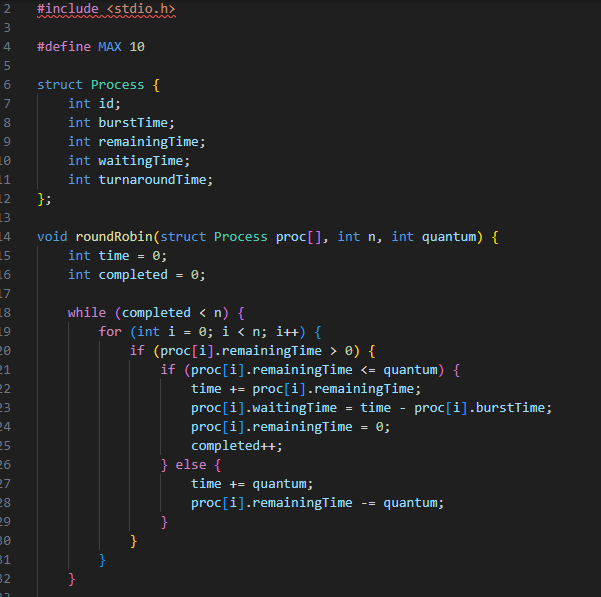 2 #include <stdio.h>
3
4 #define MAX 10
5
6 struct Process {
7     int id;
8     int burstTime;
9     int remainingTime;
10     int waitingTime;
11     int turnaroundTime;
12 };
13
14 void roundRobin(struct Process proc[], int n, int quantum) {
15     int time = 0;
16     int completed = 0;
17
18     while (completed < n) {
19         for (int i = 0; i < n; i++) {
20             if (proc[i].remainingTime > 0) {
21                 if (proc[i].remainingTime <= quantum) {
22                     time += proc[i].remainingTime;
23                     proc[i].waitingTime = time - proc[i].burstTime;
24                     proc[i].remainingTime = 0;
25                     completed++;
26                 } else {
27                     time += quantum;
28                     proc[i].remainingTime -= quantum;
29                 }
30             }
31         }
32     }